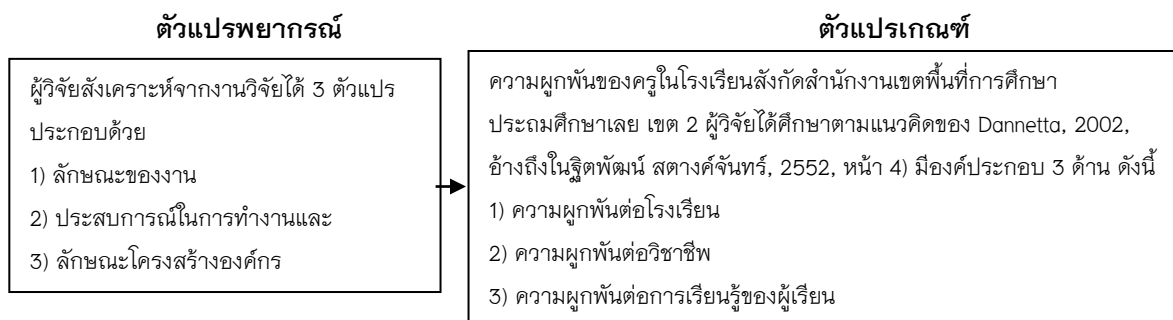 ตัวแปรพยากรณ์
ผู้วิจัยสังเคราะห์จากงานวิจัยได้ 3 ตัวแปร
ประกอบด้วย
1) ลักษณะของงาน
2) ประสบการณ์ในการทำงานและ
3) ลักษณะโครงสร้างองค์กร
ตัวแปรเกณฑ์
ความผูกพันของครูในโรงเรียนสังกัดสำนักงานเขตพื้นที่การศึกษา
ประถมศึกษาเลย เขต 2 ผู้วิจัยได้ศึกษาตามแนวคิดของ Dannetta, 2002,
อ้างถึงในฐิตพัฒน์ สตางค์จันทร์, 2552, หน้า 4) มีองค์ประกอบ 3 ด้าน ดังนี้
1) ความผูกพันต่อโรงเรียน
2) ความผูกพันต่อวิชาชีพ
3) ความผูกพันต่อการเรียนรู้ของผู้เรียน